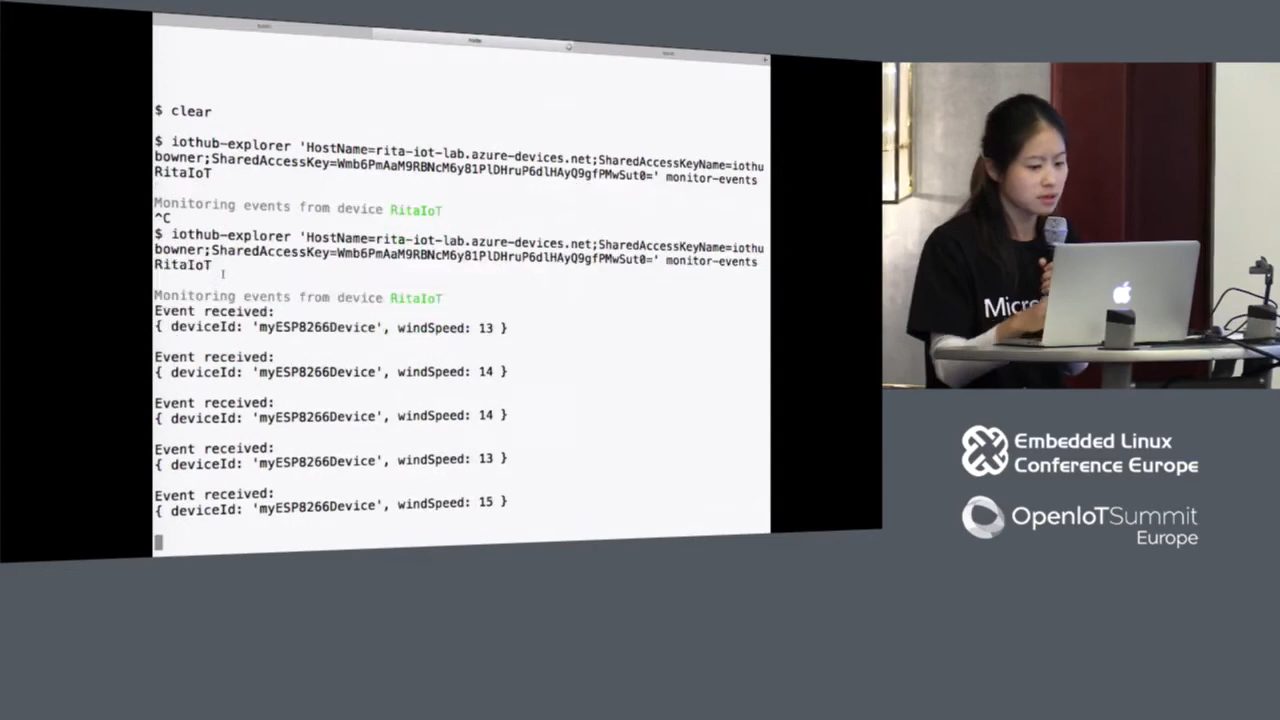 $ clear
$ iothub-explorer 'HostName=rita-iot-lab.azure-devices.net;SharedAccessKeyName=iothu
bowner;SharedAccessKey=Wmb6PmAaM9RBNcM6y81PlDHruP6dlHAyQ9gfPMwSut0=' monitor-events
RitaIoT
Monitoring events from device RitaIoT
^C
$ iothub-explorer 'HostName=rita-iot-lab.azure-devices.net;SharedAccessKeyName=iothu
bowner;SharedAccessKey=Wmb6PmAaM9RBNcM6y81PlDHruP6dlHAyQ9gfPMwSut0=' monitor-events
RitaIoT
Monitoring events from device RitaIoT
Event received:
{ deviceId: 'myESP8266Device', windSpeed: 13 }
Event received:
{ deviceId: 'myESP8266Device', windSpeed: 14 }
Event received:
{ deviceId: 'myESP8266Device', windSpeed: 14 }
Event received:
{ deviceId: 'myESP8266Device', windSpeed: 13 }
Event received:
{ deviceId: 'myESP8266Device', windSpeed: 15 }
Micro
Embedded Linux
Conference Europe
OpenIoTSummit
Europe